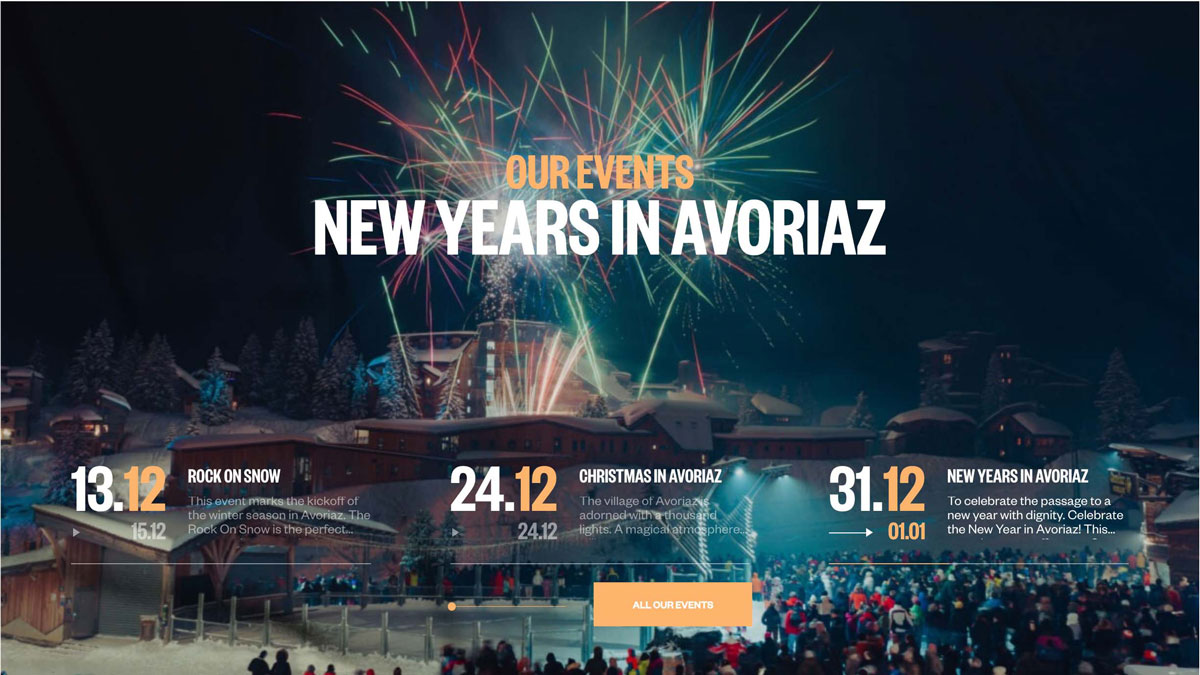 OUR EVENTS
NEW YEARS IN AVORIAZ
13.12
15.12
ROCK ON SNOW
This event marks the kickoff of
the winter season in Avoriaz. The
Rock On Snow is the perfect...
24.12
24.12
CHRISTMAS IN AVORIAZ
The village of Avoriaz is
adorned with a thousand
lights. A magical atmosphere...
31.12
01.01
NEW YEARS IN AVORIAZ
To celebrate the passage to a
new year with dignity. Celebrate
the New Year in Avoriaz! This...
ALL OUR EVENTS